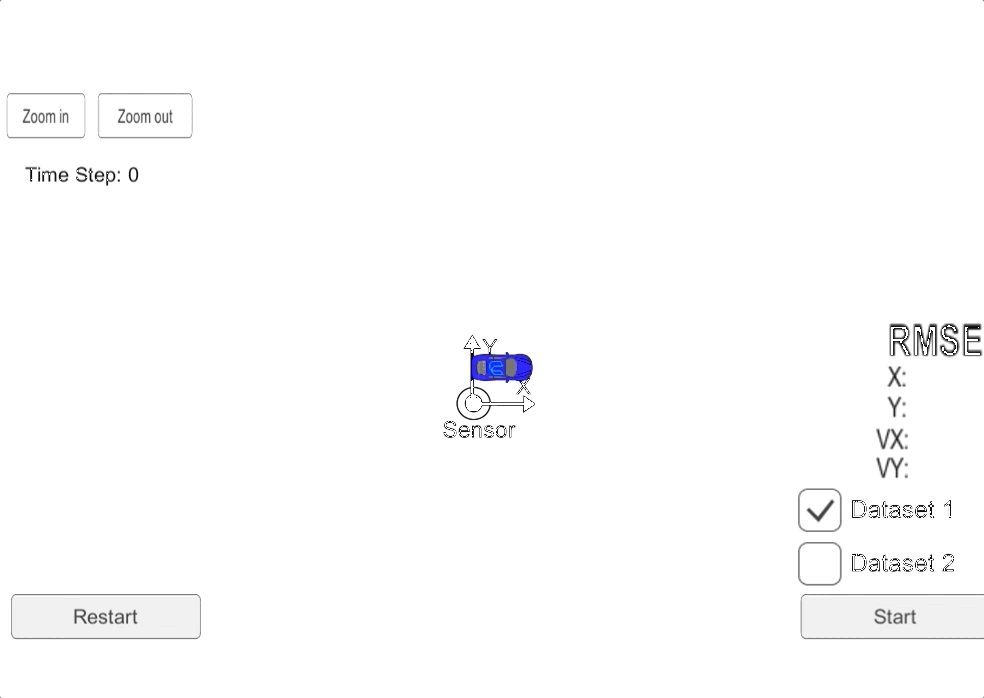 Zoom in
Zoom out
Time Step: 0
Y
X
Sensor
RMSE
X:
Y:
VX:
VY:
Dataset 1
Dataset 2
Restart
Start